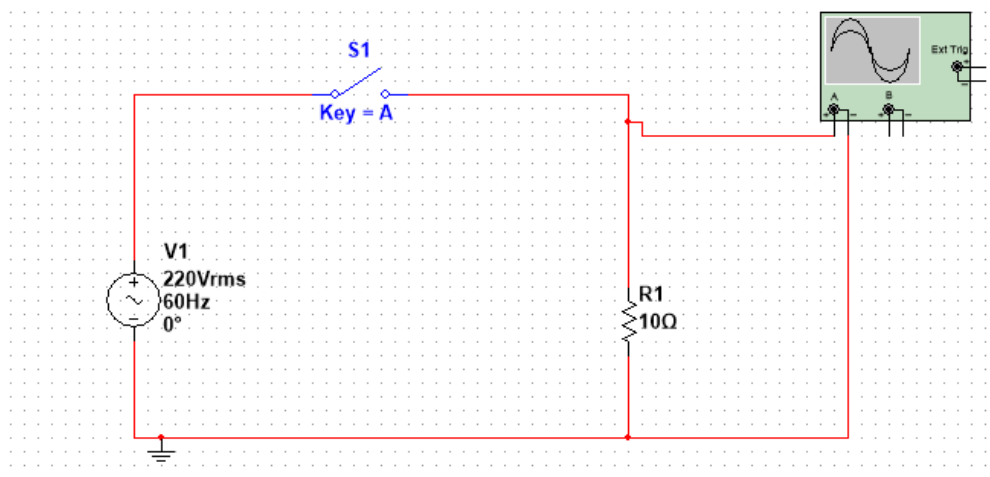 S1
Key = A
Ext Trig
+
−
A
B
+
−
+
−
V1
220Vrms
60Hz
0°
+
−
R1
10Ω